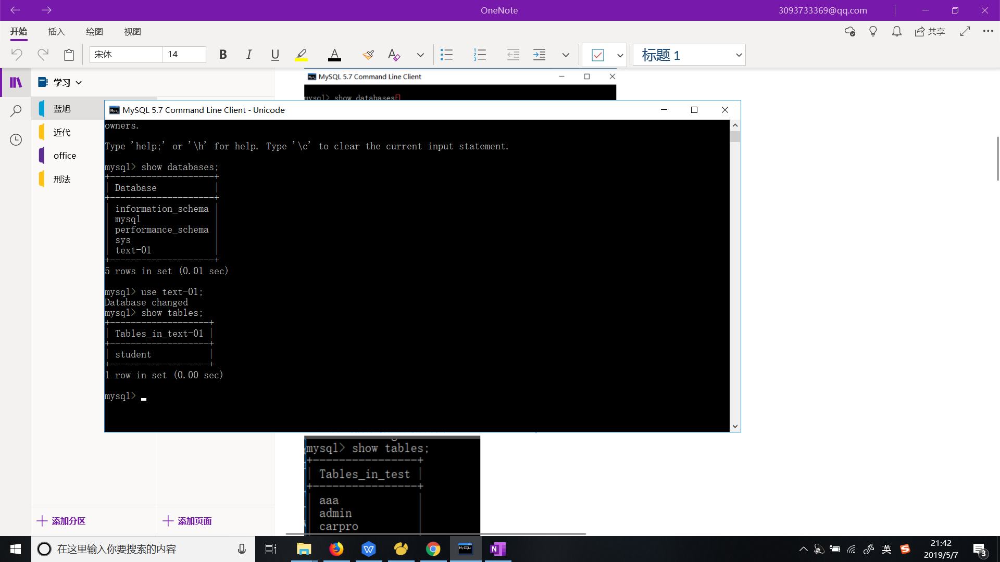 OneNote
3093733369@qq.com
开始 插入 绘图 视图
共享
宋体 14
标题 1
学习
MySQL 5.7 Command Line Client
mysql> show databases;
蓝旭
近代
office
刑法
MySQL 5.7 Command Line Client - Unicode
owners.
Type 'help;' or '\h' for help. Type '\c' to clear the current input statement.
mysql> show databases;
+--------------------+
| Database           |
+--------------------+
| information_schema |
| mysql              |
| performance_schema |
| sys                |
| text-01            |
+--------------------+
5 rows in set (0.01 sec)
mysql> use text-01;
Database changed
mysql> show tables;
+-------------------+
| Tables_in_text-01 |
+-------------------+
| student           |
+-------------------+
1 row in set (0.00 sec)
mysql>
mysql> show tables;
+----------------+
| Tables_in_test |
+----------------+
| aaa
| admin
| carpro
添加分区
添加页面
在这里输入你要搜索的内容
英
21:42
2019/5/7
3